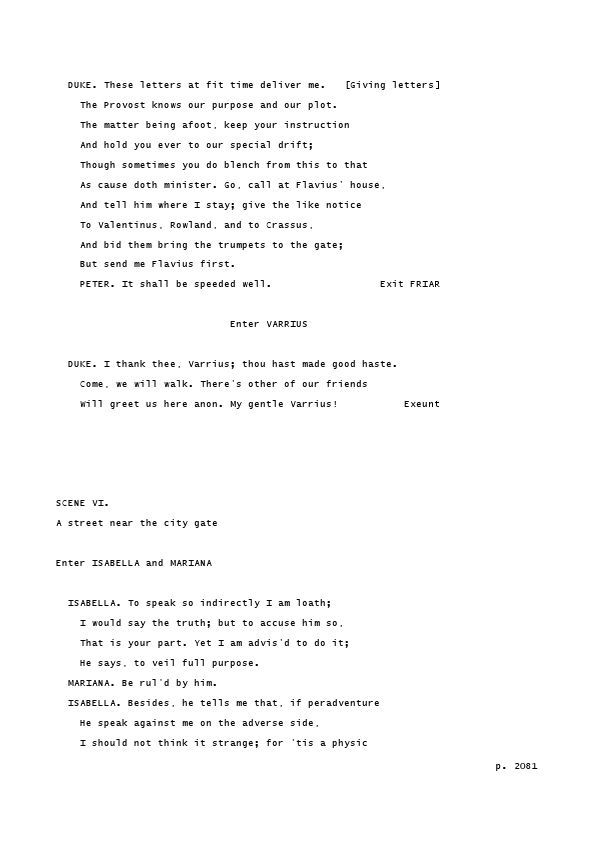 DUKE. These letters at fit time deliver me.   [Giving letters]
The Provost knows our purpose and our plot.
The matter being afoot, keep your instruction
And hold you ever to our special drift;
Though sometimes you do blench from this to that
As cause doth minister. Go, call at Flavius' house,
And tell him where I stay; give the like notice
To Valentinus, Rowland, and to Crassus,
And bid them bring the trumpets to the gate;
But send me Flavius first.
PETER. It shall be speeded well.                  Exit FRIAR
Enter VARRIUS
DUKE. I thank thee, Varrius; thou hast made good haste.
Come, we will walk. There's other of our friends
Will greet us here anon. My gentle Varrius!           Exeunt
SCENE VI.
A street near the city gate
Enter ISABELLA and MARIANA
ISABELLA. To speak so indirectly I am loath;
I would say the truth; but to accuse him so,
That is your part. Yet I am advis'd to do it;
He says, to veil full purpose.
MARIANA. Be rul'd by him.
ISABELLA. Besides, he tells me that, if peradventure
He speak against me on the adverse side,
I should not think it strange; for 'tis a physic
p. 2081